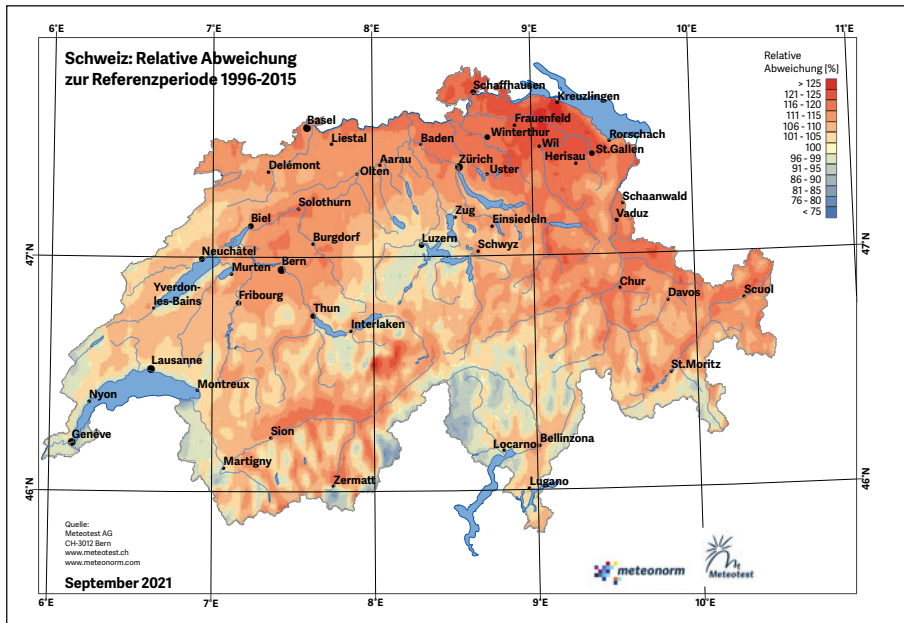 6°E 7°E 8°E 9°E 10°E 11°E
Schweiz: Relative Abweichung
zur Referenzperiode 1996-2015
Relative
Abweichung [%]
> 125
121 - 125
116 - 120
111 - 115
106 - 110
101 - 105
100
96 - 99
91 - 95
86 - 90
81 - 85
76 - 80
< 75
Schaffhausen
Kreuzlingen
Basel
Frauenfeld
Liestal
Baden
Winterthur
Rorschach
Wil
St.Gallen
Aarau
Zürich
Herisau
Delémont
Olten
Uster
Solothurn
Schaanwald
Zug
Einsiedeln
Vaduz
Biel
Burgdorf
Luzern
Schwyz
47°N
47°N
Neuchâtel
Murten
Bern
Chur
Davos
Scuol
Yverdon-
les-Bains
Fribourg
Thun
Interlaken
Lausanne
St.Moritz
Montreux
Nyon
Genêve
Sion
Locarno
Bellinzona
Martigny
Zermatt
Lugano
46°N
46°N
Quelle:
Meteotest AG
CH-3012 Bern
www.meteotest.ch
www.meteonorm.com
September 2021
meteonorm
Meteotest
6°E 7°E 8°E 9°E 10°E